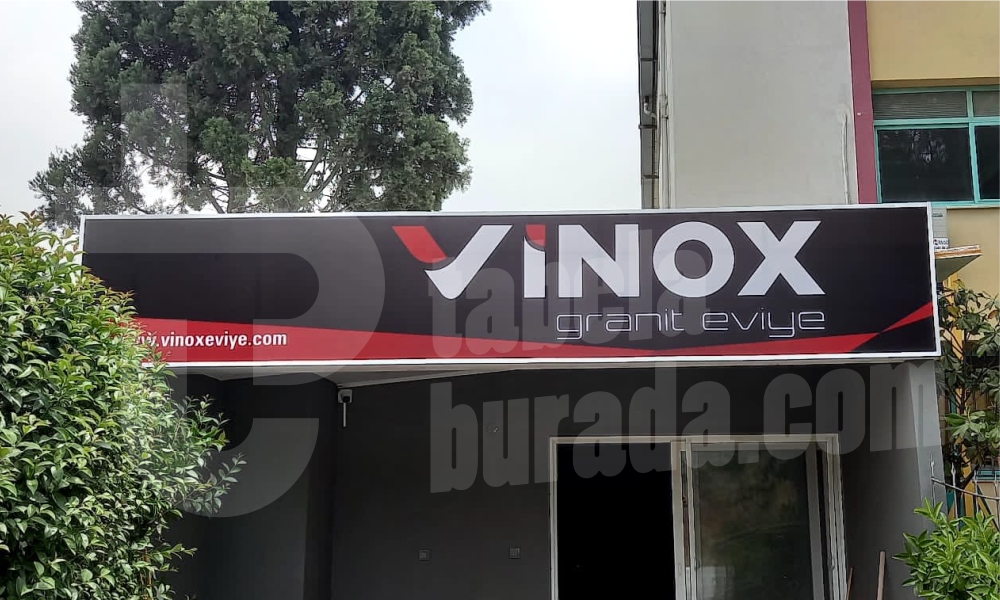 ViNOX
granit eviye
www.vinoxeviye.com
tabela
burada.com